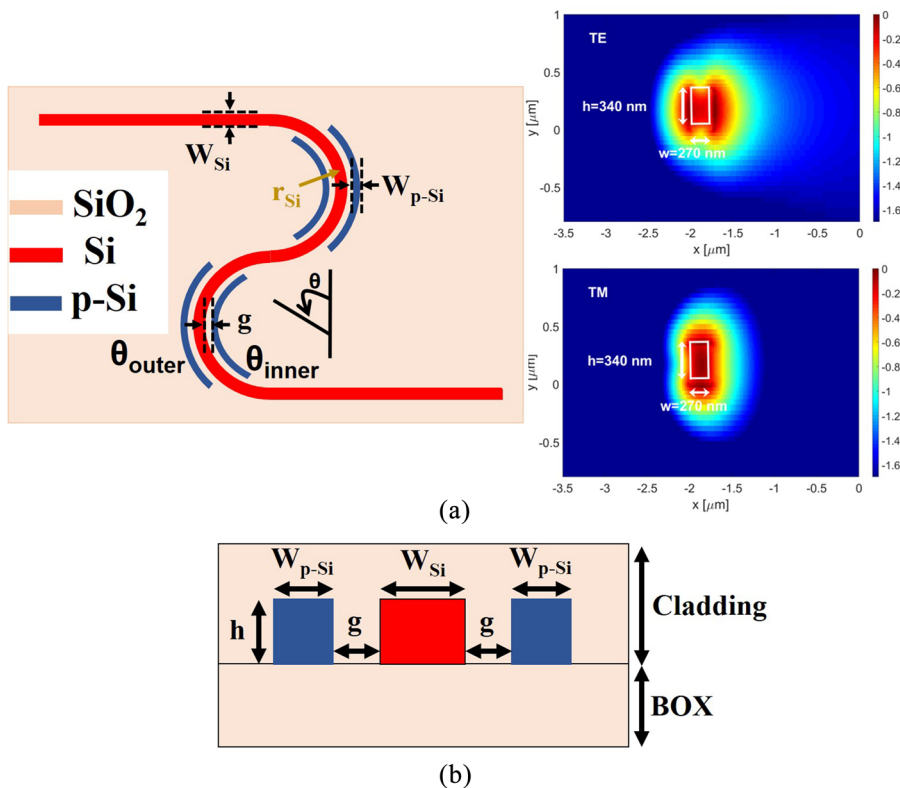 W_Si
r_Si
W_p-Si
SiO₂
Si
p-Si
θ
g
θ_outer
θ_inner
TE
h=340 nm
w=270 nm
y [μm]
1
0.5
0
-0.5
-3.5 -3 -2.5 -2 -1.5 -1 -0.5 0
x [μm]
0
-0.2
-0.4
-0.6
-0.8
-1
-1.2
-1.4
-1.6
TM
h=340 nm
w=270 nm
y [μm]
1
0.5
0
-0.5
-3.5 -3 -2.5 -2 -1.5 -1 -0.5 0
x [μm]
0
-0.2
-0.4
-0.6
-0.8
-1
-1.2
-1.4
-1.6
(a)
W_p-Si W_Si W_p-Si
h g g
Cladding
BOX
(b)